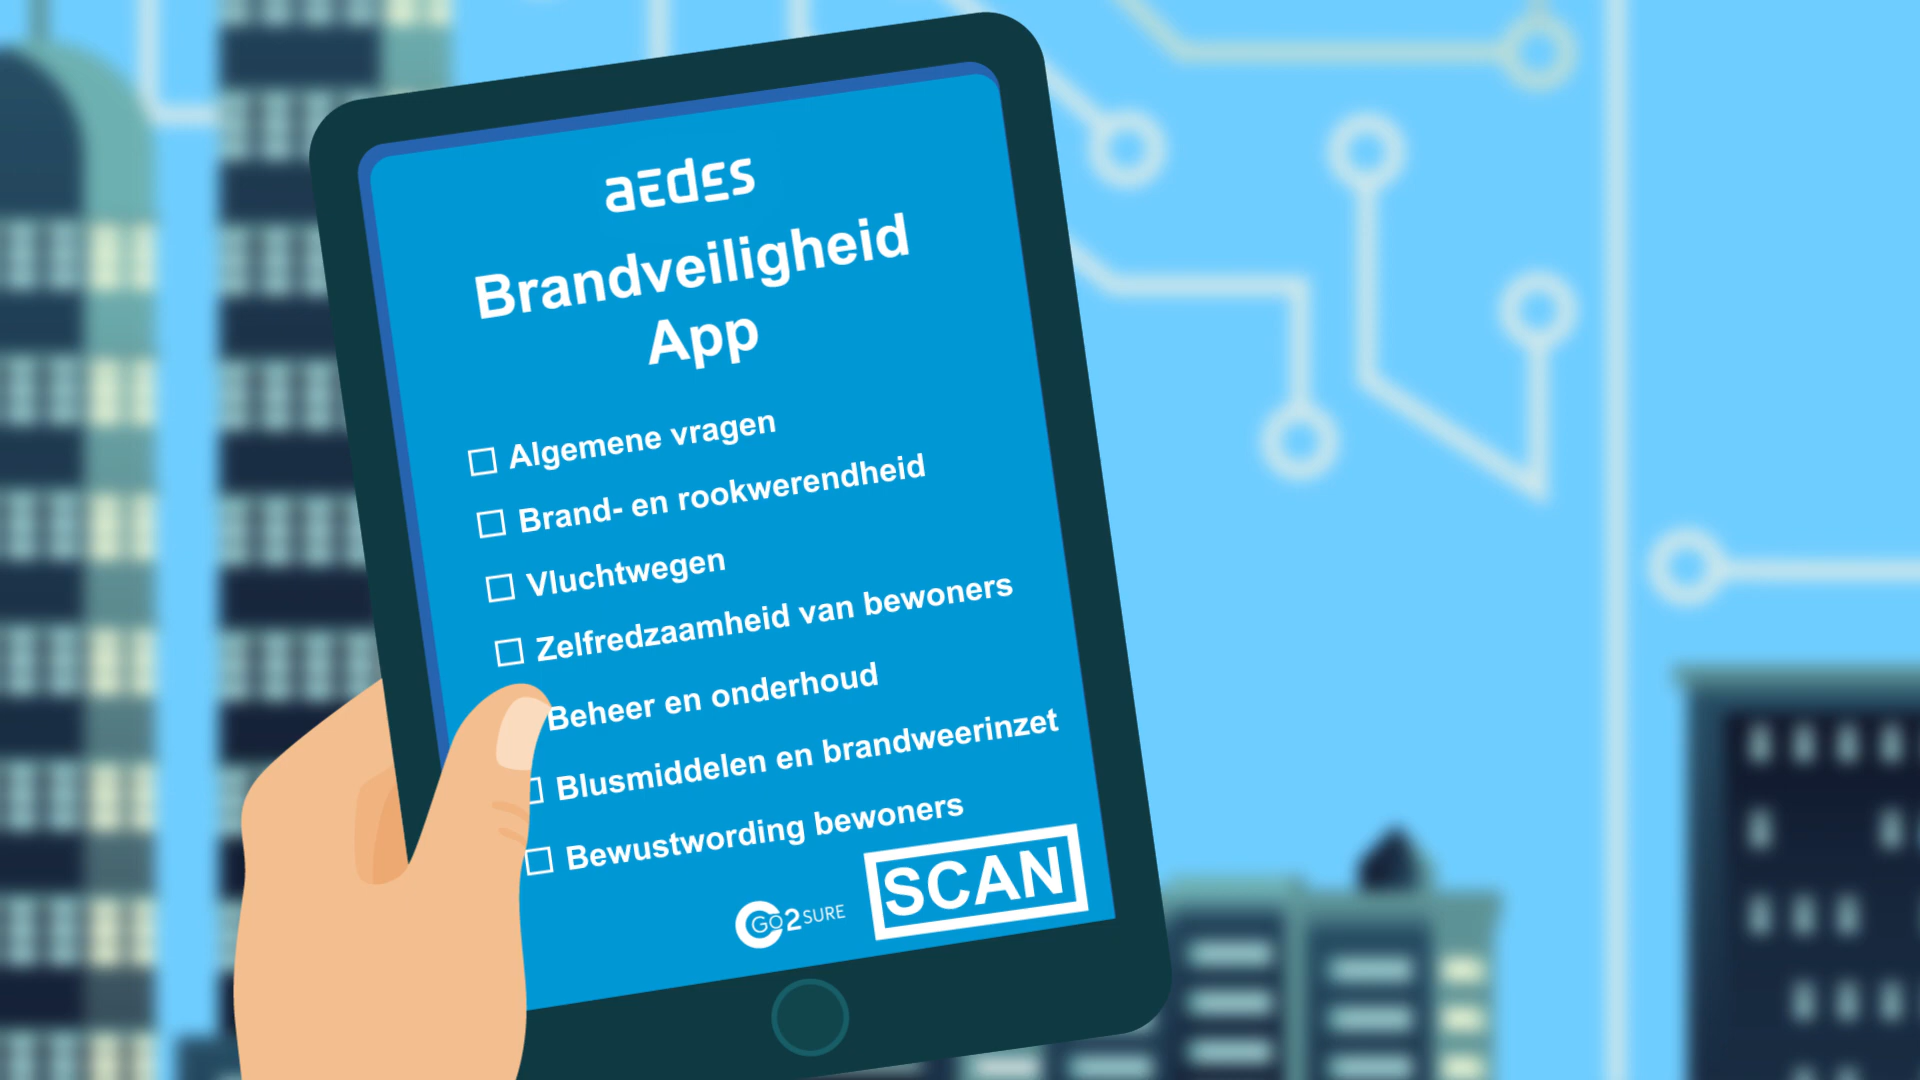 aedes
Brandveiligheid
App
Algemene vragen
Brand- en rookwerendheid
Vluchtwegen
Zelfredzaamheid van bewoners
Beheer en onderhoud
Blusmiddelen en brandweerinzet
Bewustwording bewoners
GO2SURE
SCAN